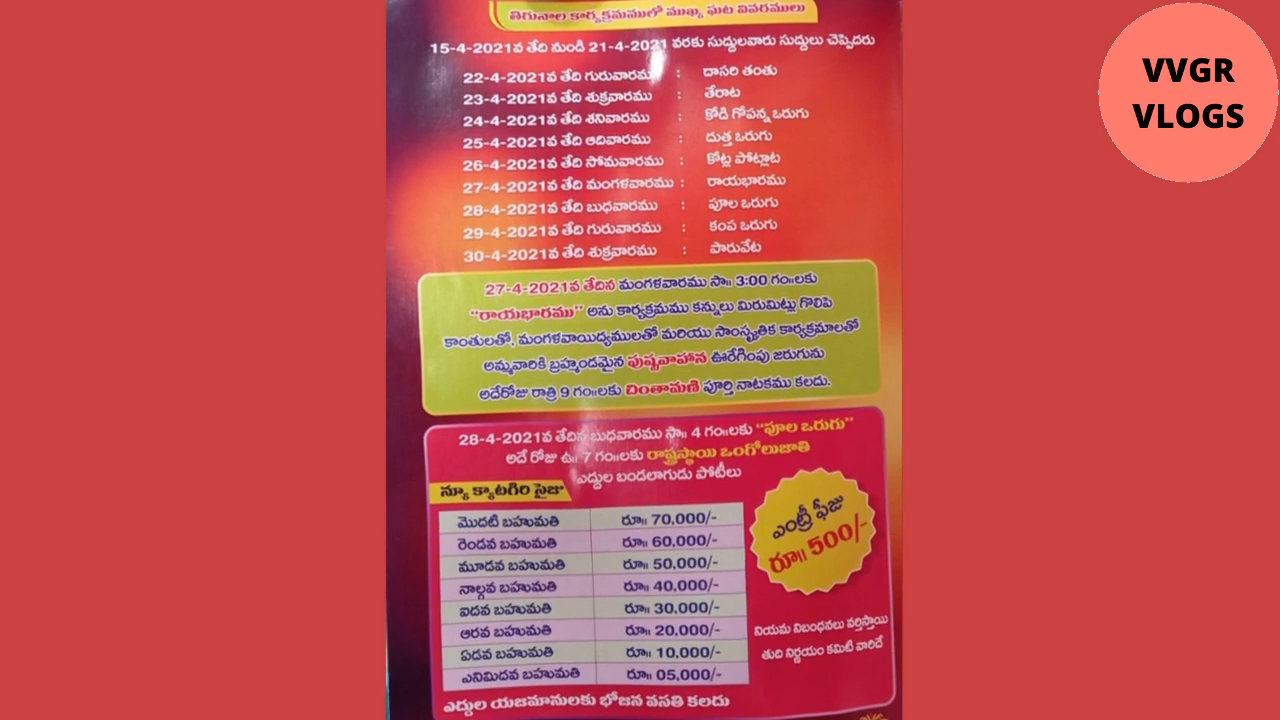 తిరునాల కార్యక్రమములో ముఖ్య ఘట వివరములు
15-4-2021వ తేది నుండి 21-4-2021 వరకు సుద్దులవారు సుద్దులు చెప్పెదరు
22-4-2021వ తేది గురువారము : దాసరి తంతు
23-4-2021వ తేది శుక్రవారము : తేరాట
24-4-2021వ తేది శనివారము : కోడి గోపన్న ఒరుగు
25-4-2021వ తేది ఆదివారము : దుత్త ఒరుగు
26-4-2021వ తేది సోమవారము : కోట్ల పోట్లాట
27-4-2021వ తేది మంగళవారము : రాయభారము
28-4-2021వ తేది బుధవారము : పూల ఒరుగు
29-4-2021వ తేది గురువారము : కంప ఒరుగు
30-4-2021వ తేది శుక్రవారము : పారువేట
27-4-2021వ తేదిన మంగళవారము సా॥ 3:00 గం॥లకు
"రాయభారము" అను కార్యక్రమము కన్నులు మిరుమిట్లు గొలిపి
కాంతులతో, మంగళవాయిద్యములతో మరియు సాంస్కృతిక కార్యక్రమాలతో
అమ్మవారికి బ్రహ్మండమైన పుష్పవాహన ఊరేగింపు జరుగును
అదేరోజు రాత్రి 9 గం॥లకు చింతామణి పూర్తి నాటకము కలదు.
28-4-2021వ తేదిన బుధవారము సా॥ 4 గం॥లకు "పూల ఒరుగు"
అదే రోజు ఉ॥ 7 గం॥లకు రాష్ట్రస్థాయి ఒంగోలుజాతి
ఎద్దుల బండలాగుడు పోటీలు
న్యూ క్యాటగిరి సైజు
మొదటి బహుమతి రూ॥ 70,000/-
రెండవ బహుమతి రూ॥ 60,000/-
మూడవ బహుమతి రూ॥ 50,000/-
నాల్గవ బహుమతి రూ॥ 40,000/-
ఐదవ బహుమతి రూ॥ 30,000/-
ఆరవ బహుమతి రూ॥ 20,000/-
ఏడవ బహుమతి రూ॥ 10,000/-
ఎనిమిదవ బహుమతి రూ॥ 05,000/-
ఎంట్రీ ఫీజు
రూ॥ 500/-
నియమ నిబంధనలు వర్తిస్తాయి
తుది నిర్ణయం కమిటి వారిదే
ఎద్దుల యజమానులకు భోజన వసతి కలదు
VVGR
VLOGS